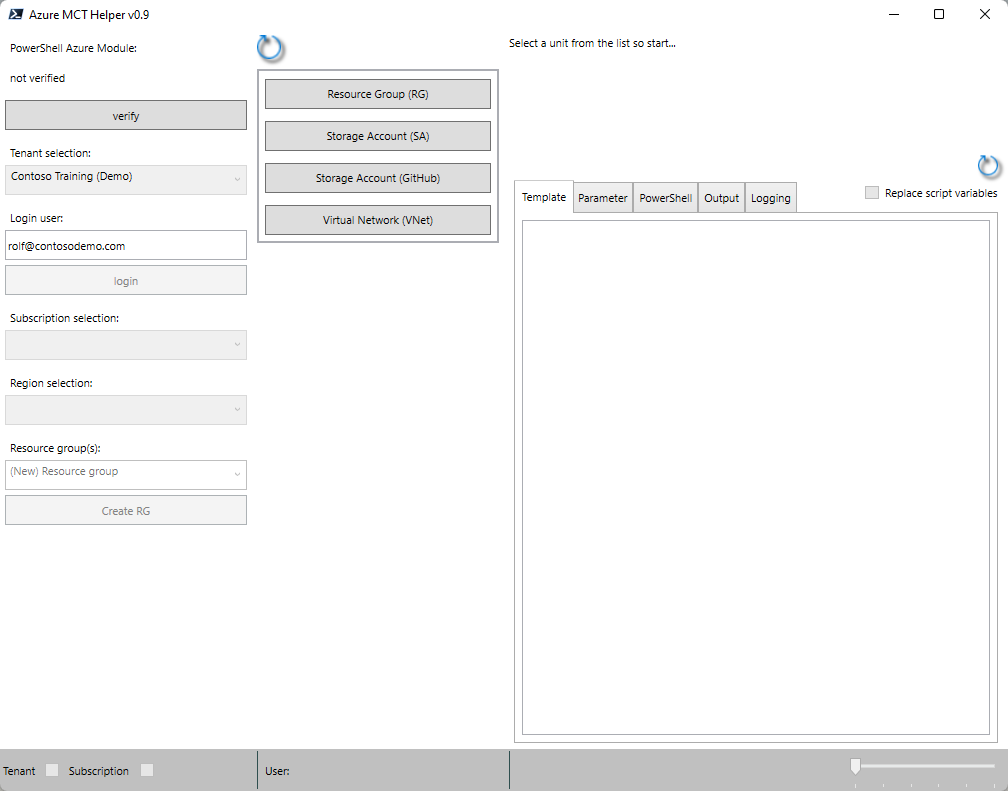 Azure MCT Helper v0.9
PowerShell Azure Module:
not verified
verify
Tenant selection:
Contoso Training (Demo)
Login user:
rolf@contosodemo.com
login
Subscription selection:
Region selection:
Resource group(s):
(New) Resource group
Create RG
Resource Group (RG)
Storage Account (SA)
Storage Account (GitHub)
Virtual Network (VNet)
Select a unit from the list so start...
Replace script variables
Template Parameter PowerShell Output Logging
Tenant Subscription User: